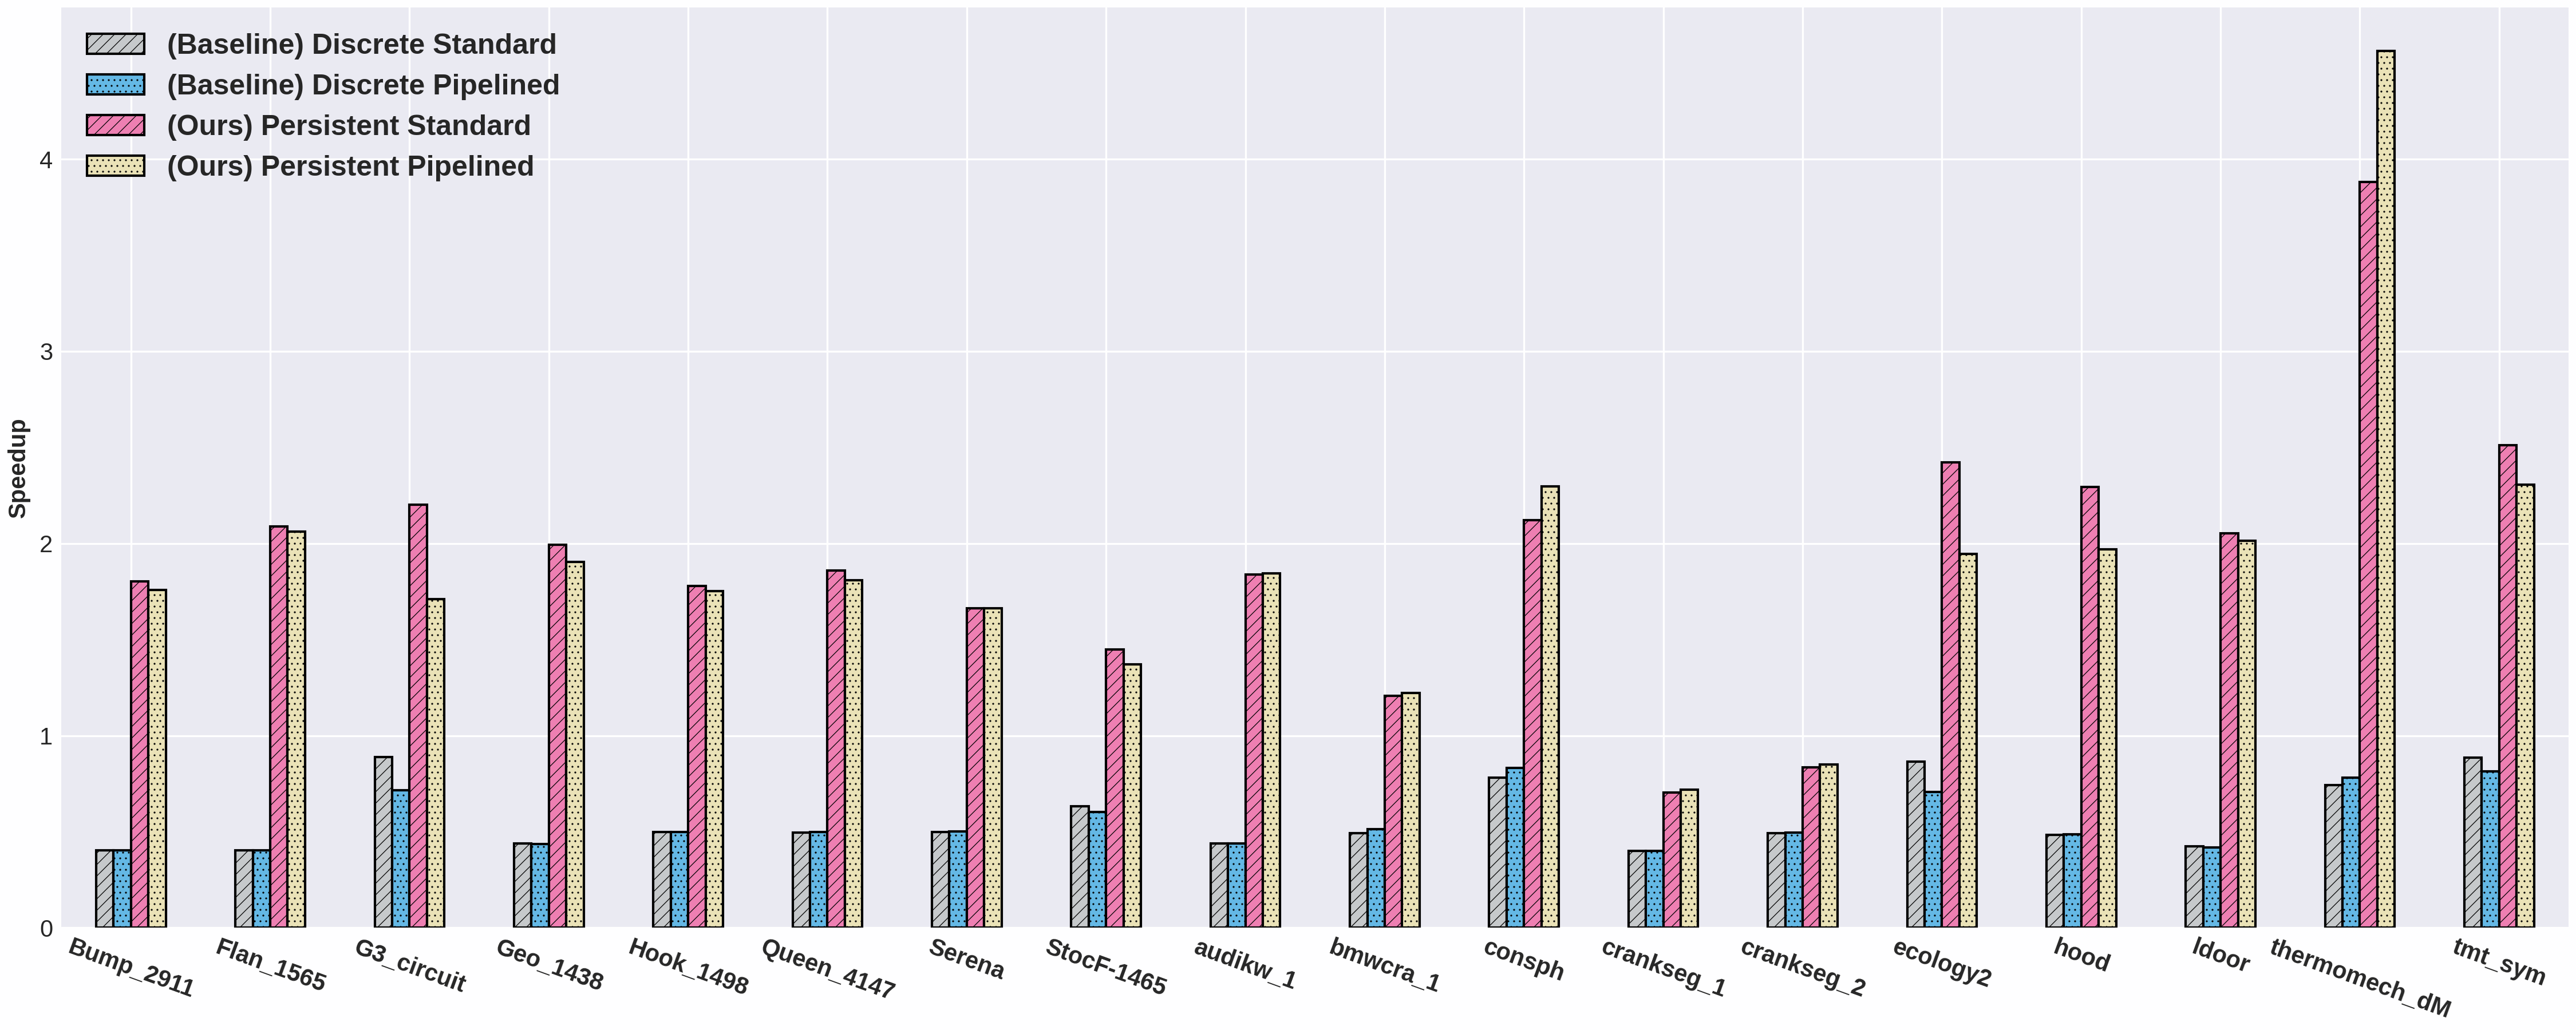 (Baseline) Discrete Standard
(Baseline) Discrete Pipelined
(Ours) Persistent Standard
(Ours) Persistent Pipelined
Speedup
4
3
2
1
0
Bump_2911
Flan_1565
G3_circuit
Geo_1438
Hook_1498
Queen_4147
Serena
StocF-1465
audikw_1
bmwcra_1
consph
crankseg_1
crankseg_2
ecology2
hood
ldoor
thermomech_dM
tmt_sym